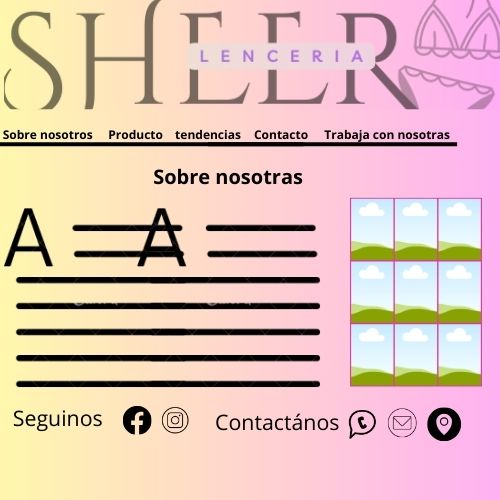 SHEER
LENCERIA
Sobre nosotros Producto tendencias Contacto Trabaja con nosotras
Sobre nosotras
A A
Seguinos Contactános